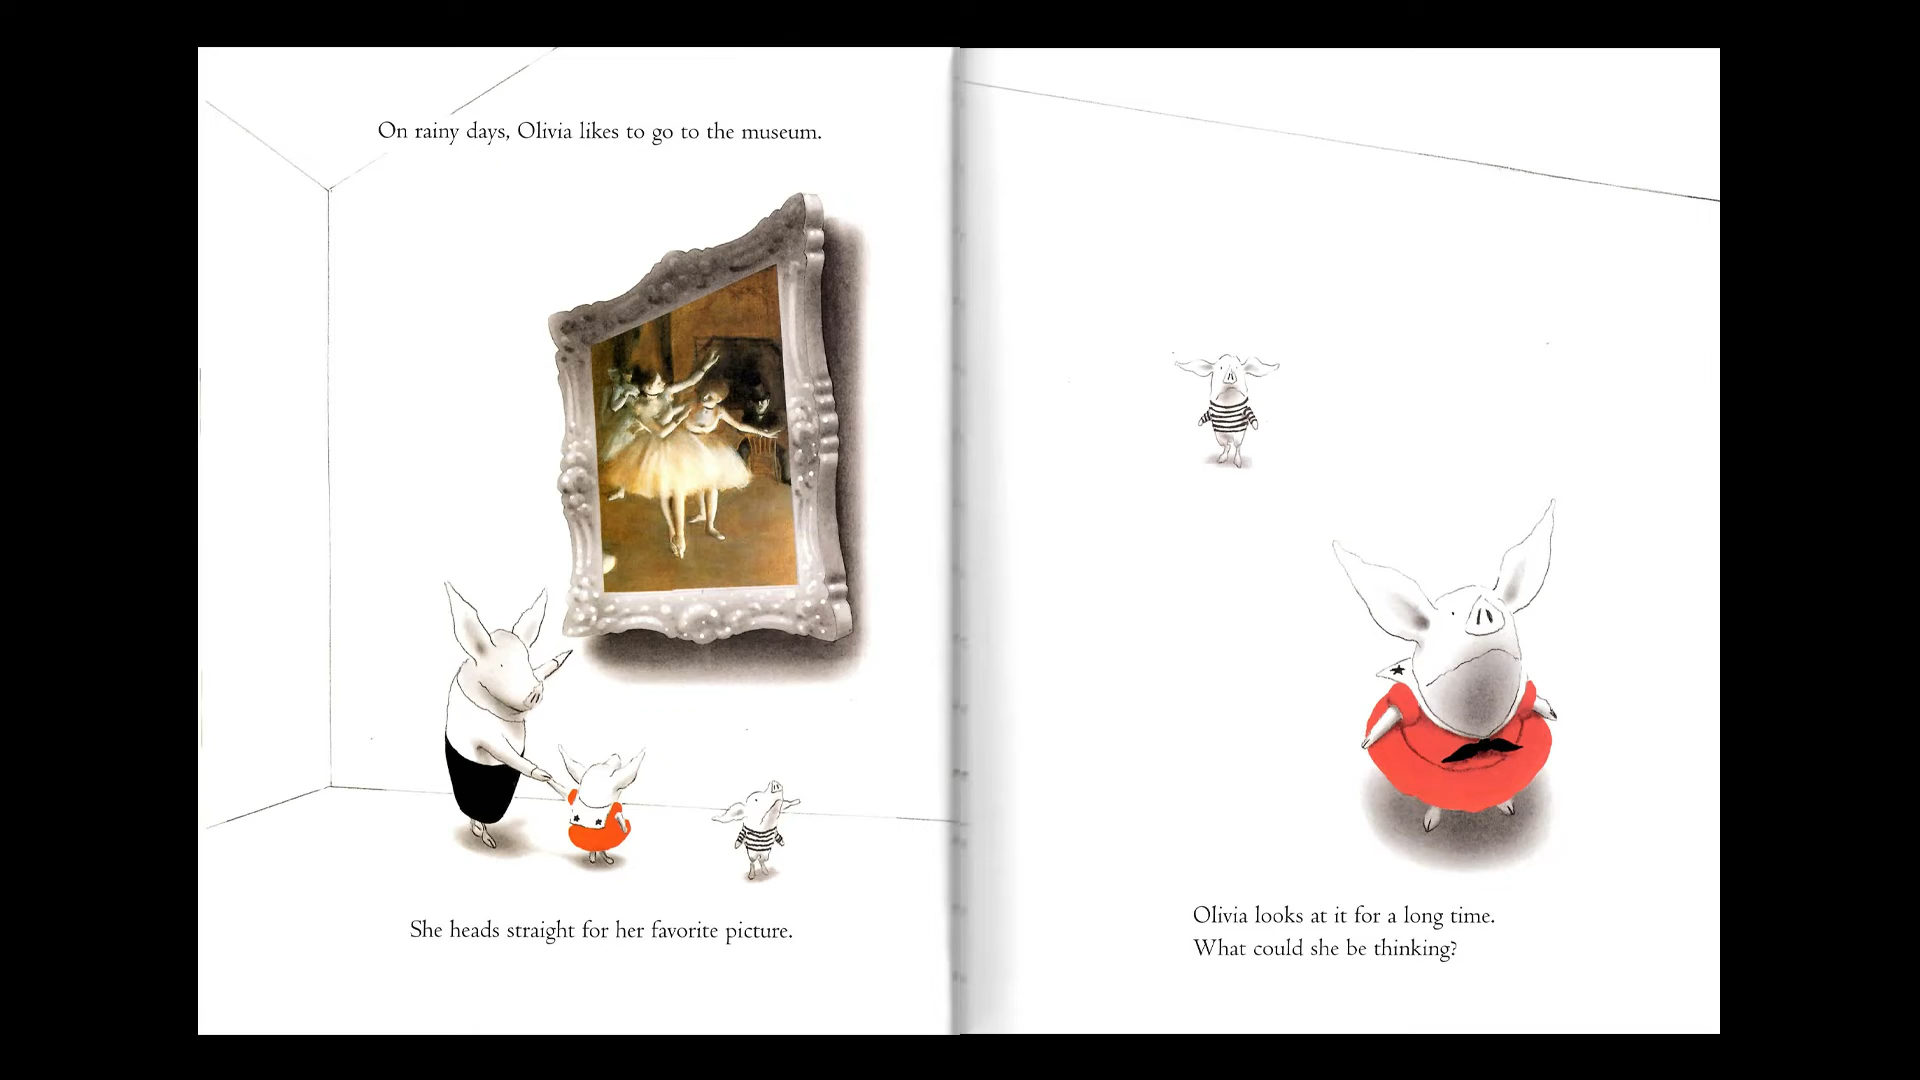 On rainy days, Olivia likes to go to the museum.
She heads straight for her favorite picture.
Olivia looks at it for a long time.
What could she be thinking?